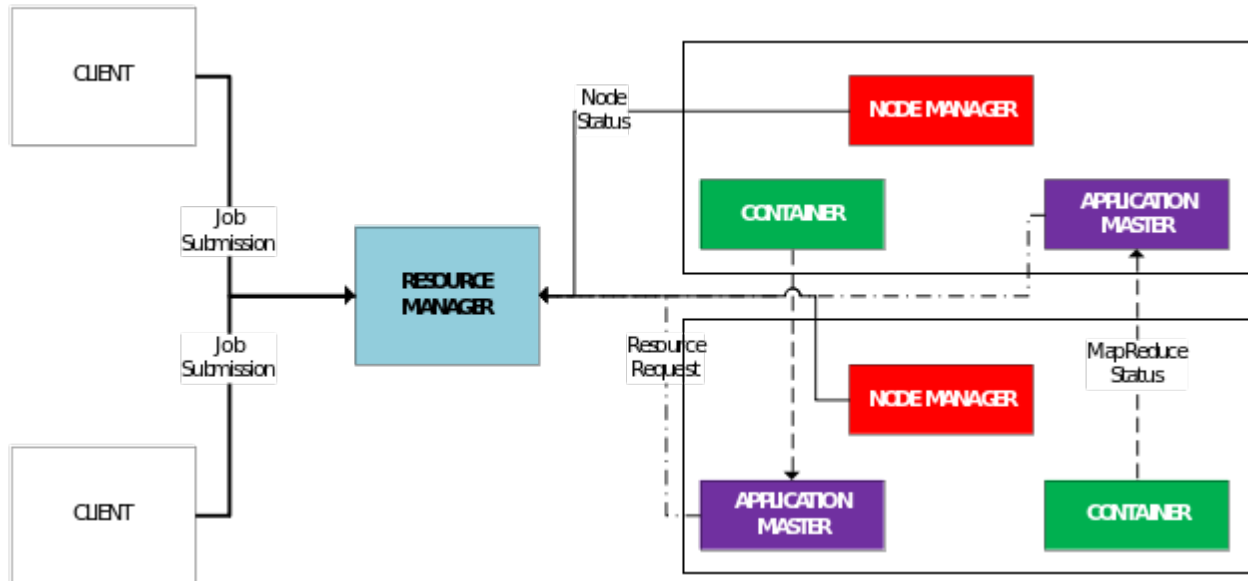 CLIENT
Node
Status
NODE MANAGER
CONTAINER
APPLICATION
MASTER
Job
Submission
RESOURCE
MANAGER
Job
Submission
Resource
Request
MapReduce
Status
NODE MANAGER
CLIENT
APPLICATION
MASTER
CONTAINER